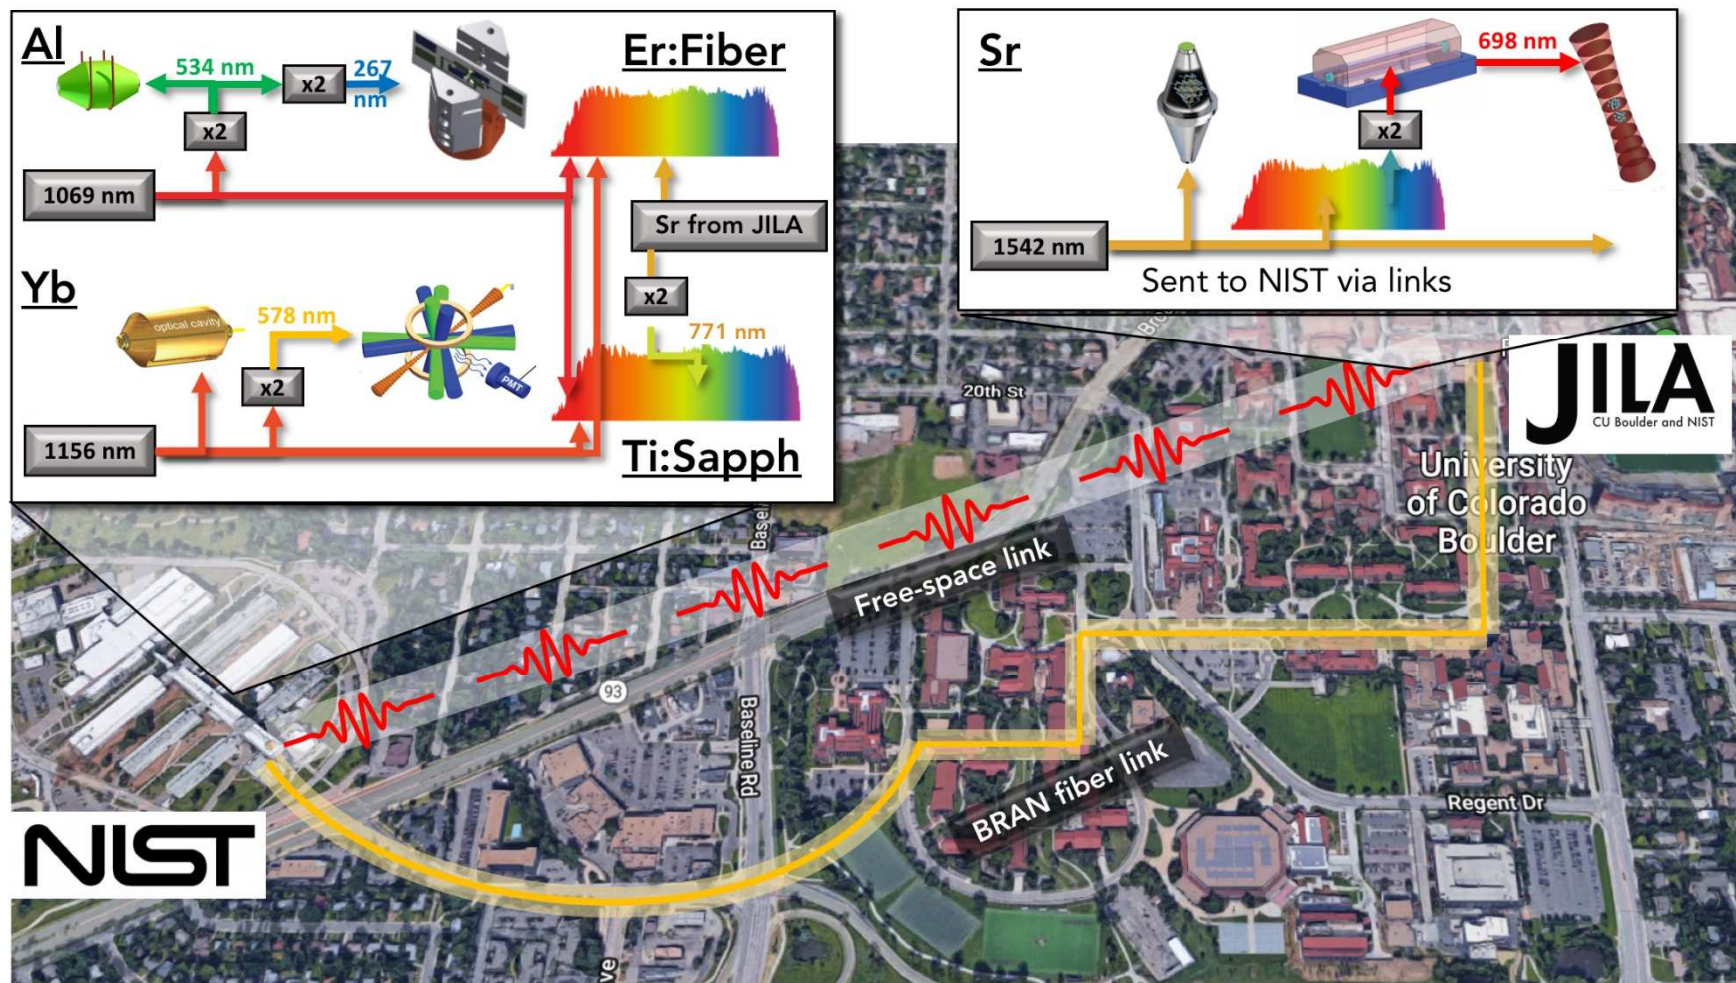 Al
534 nm
x2
267
nm
x2
1069 nm
Er:Fiber
Sr from JILA
x2
771 nm
Yb
optical cavity
578 nm
x2
PMT
1156 nm
Ti:Sapph
Sr
698 nm
x2
1542 nm
Sent to NIST via links
20th St
JILA
CU Boulder and NIST
University
of Colorado
Boulder
Free-space link
93
Baseline Rd
BRAN fiber link
Regent Dr
NIST